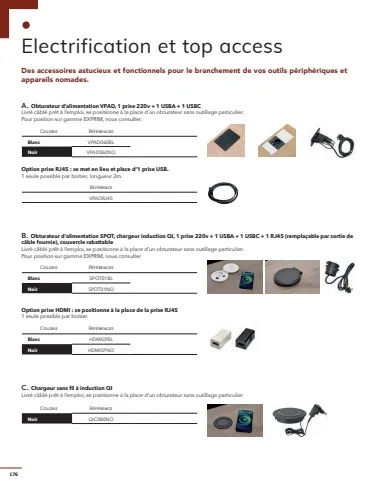 Electrification et top access
Des accessoires astucieux et fonctionnels pour le branchement de vos outils périphériques et
appareils nomades.
A. Obturateur d'alimentation VPAD, 1 prise 220v + 1 USBA + 1 USBC
Livré câblé prêt à l'emploi, se positionne à la place d'un obturateur sans outillage particulier.
Pour position sur gamme EXPRIM, nous consulter.
Coloris Références
Blanc VPAD060BL
Noir VPAD060NO
Option prise RJ45 : se met en lieu et place d'1 prise USB.
1 seule possible par boitier, longueur 2m.
Référence
VPADRJ45
B. Obturateur d'alimentation SPOT, chargeur induction QI, 1 prise 220v + 1 USBA + 1 USBC + 1 RJ45 (remplaçable par sortie de
câble fournie), couvercle rabattable
Livré câblé prêt à l'emploi, se positionne à la place d'un obturateur sans outillage particulier.
Pour position sur gamme EXPRIM, nous consulter
Coloris Références
Blanc SPOT01BL
Noir SPOT01NO
Option prise HDMI : se positionne à la place de la prise RJ45
1 seule possible par boitier.
Coloris Références
Blanc HDMISPBL
Noir HDMISPNO
C. Chargeur sans fil à induction QI
Livré câblé prêt à l'emploi, se positionne à la place d'un obturateur sans outillage particulier
Coloris Référence
Noir QIC080NO
176